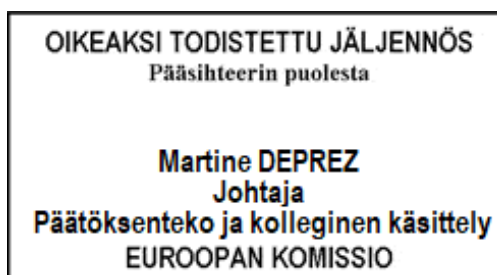 OIKEAKSI TODISTETTU JÄLJENNÖS
Pääsihteerin puolesta
Martine DEPREZ
Johtaja
Päätöksenteko ja kolleginen käsittely
EUROOPAN KOMISSIO